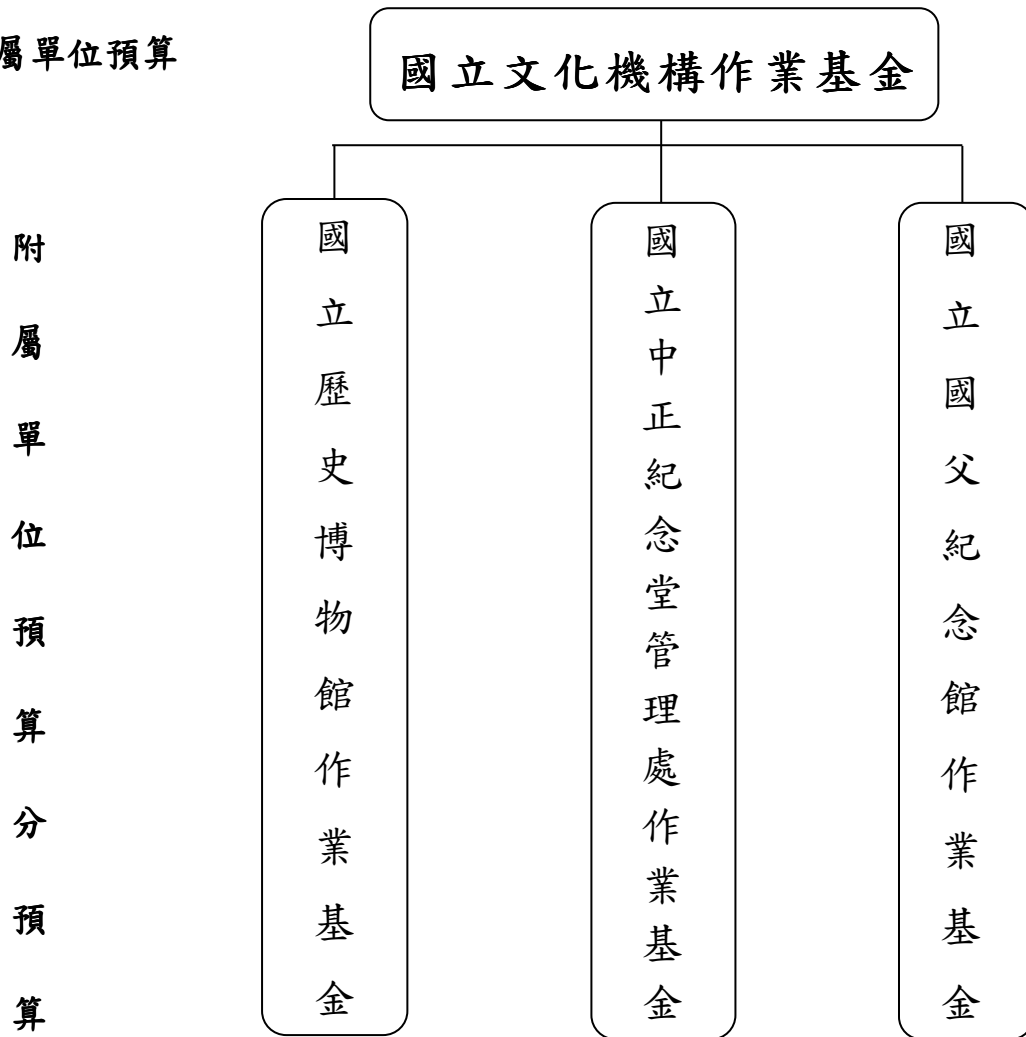 屬單位預算
國立文化機構作業基金
附屬單位預算分預算
國立歷史博物館作業基金
國立中正紀念堂管理處作業基金
國立國父紀念館作業基金